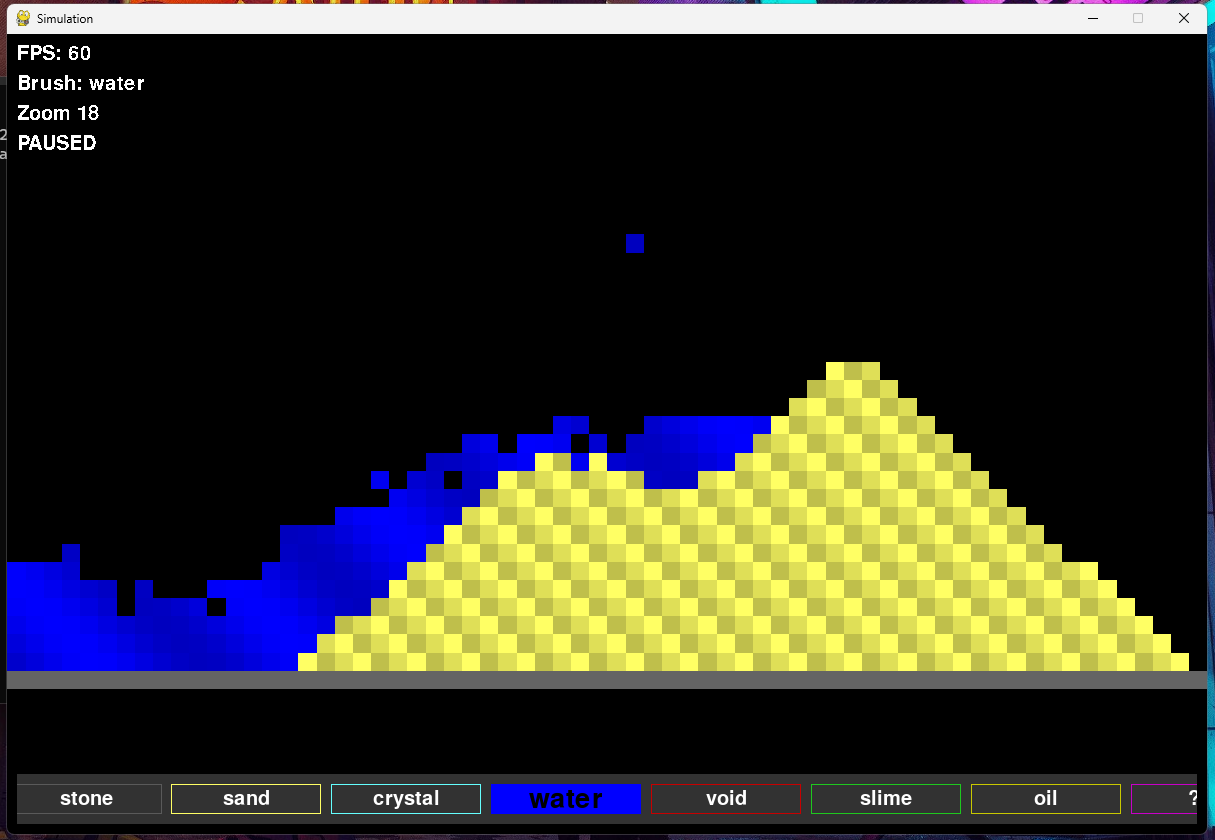 Simulation
FPS: 60
Brush: water
Zoom 18
PAUSED
stone sand crystal water void slime oil ?